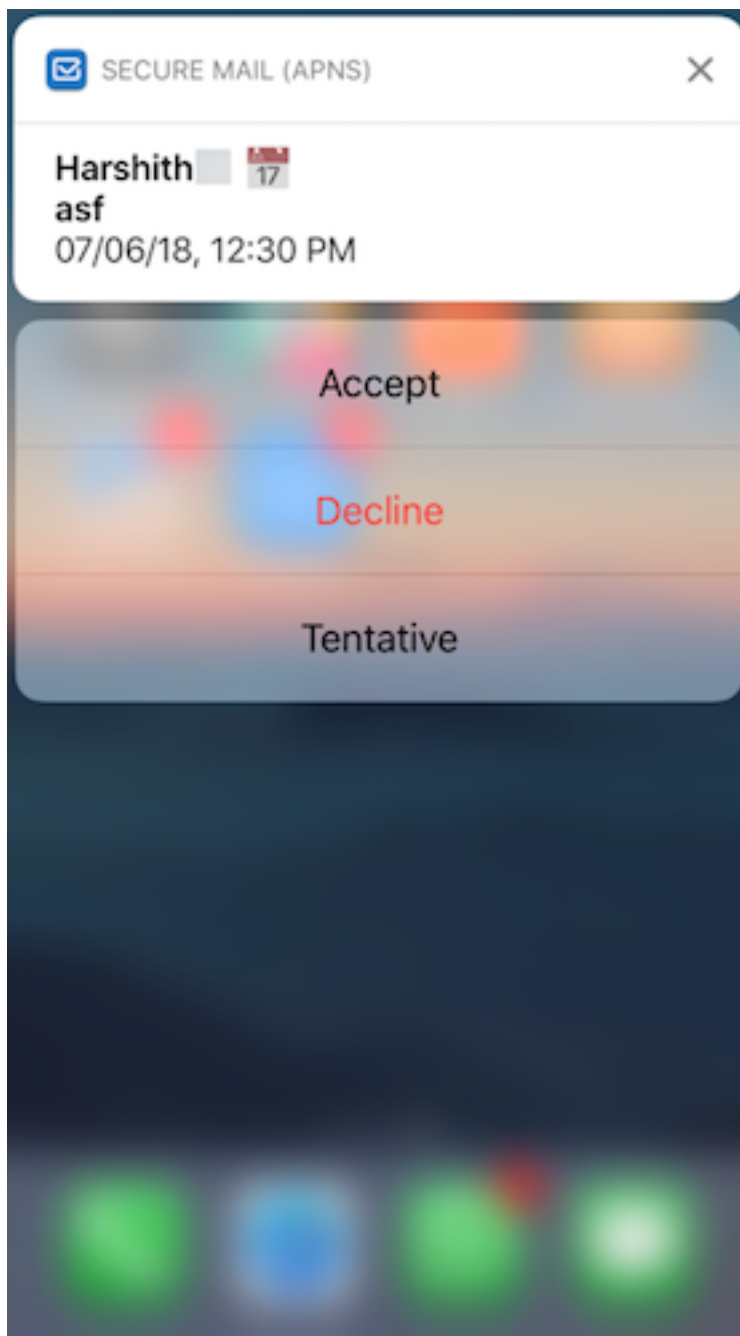 SECURE MAIL (APNS)
Harshith 17
asf
07/06/18, 12:30 PM
Accept
Decline
Tentative